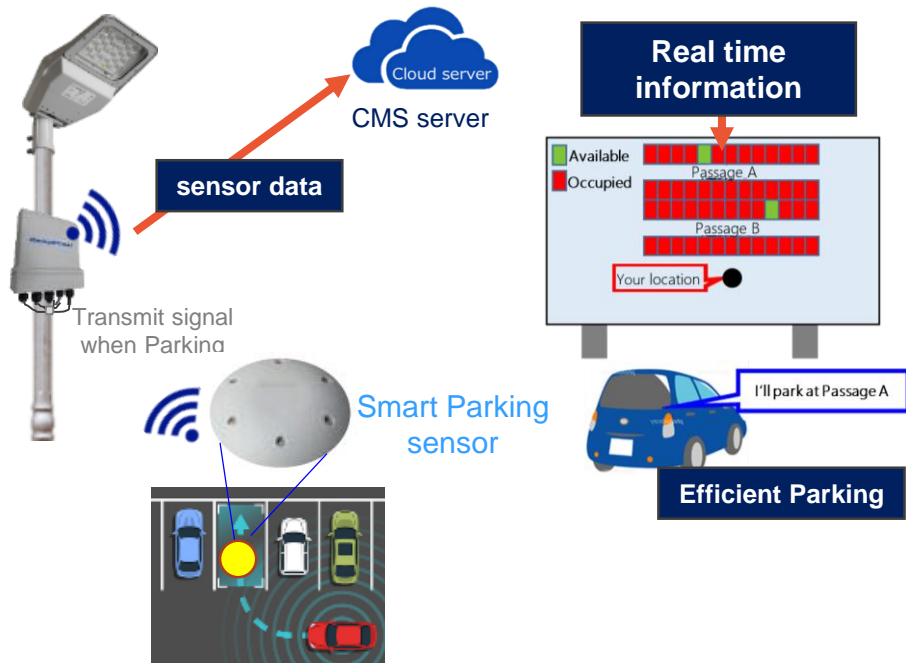 Cloud server
CMS server
sensor data
Real time
information
Available
Occupied
Passage A
Passage B
Your location
Transmit signal
when Parking
Smart Parking
sensor
I'll park at Passage A
Efficient Parking